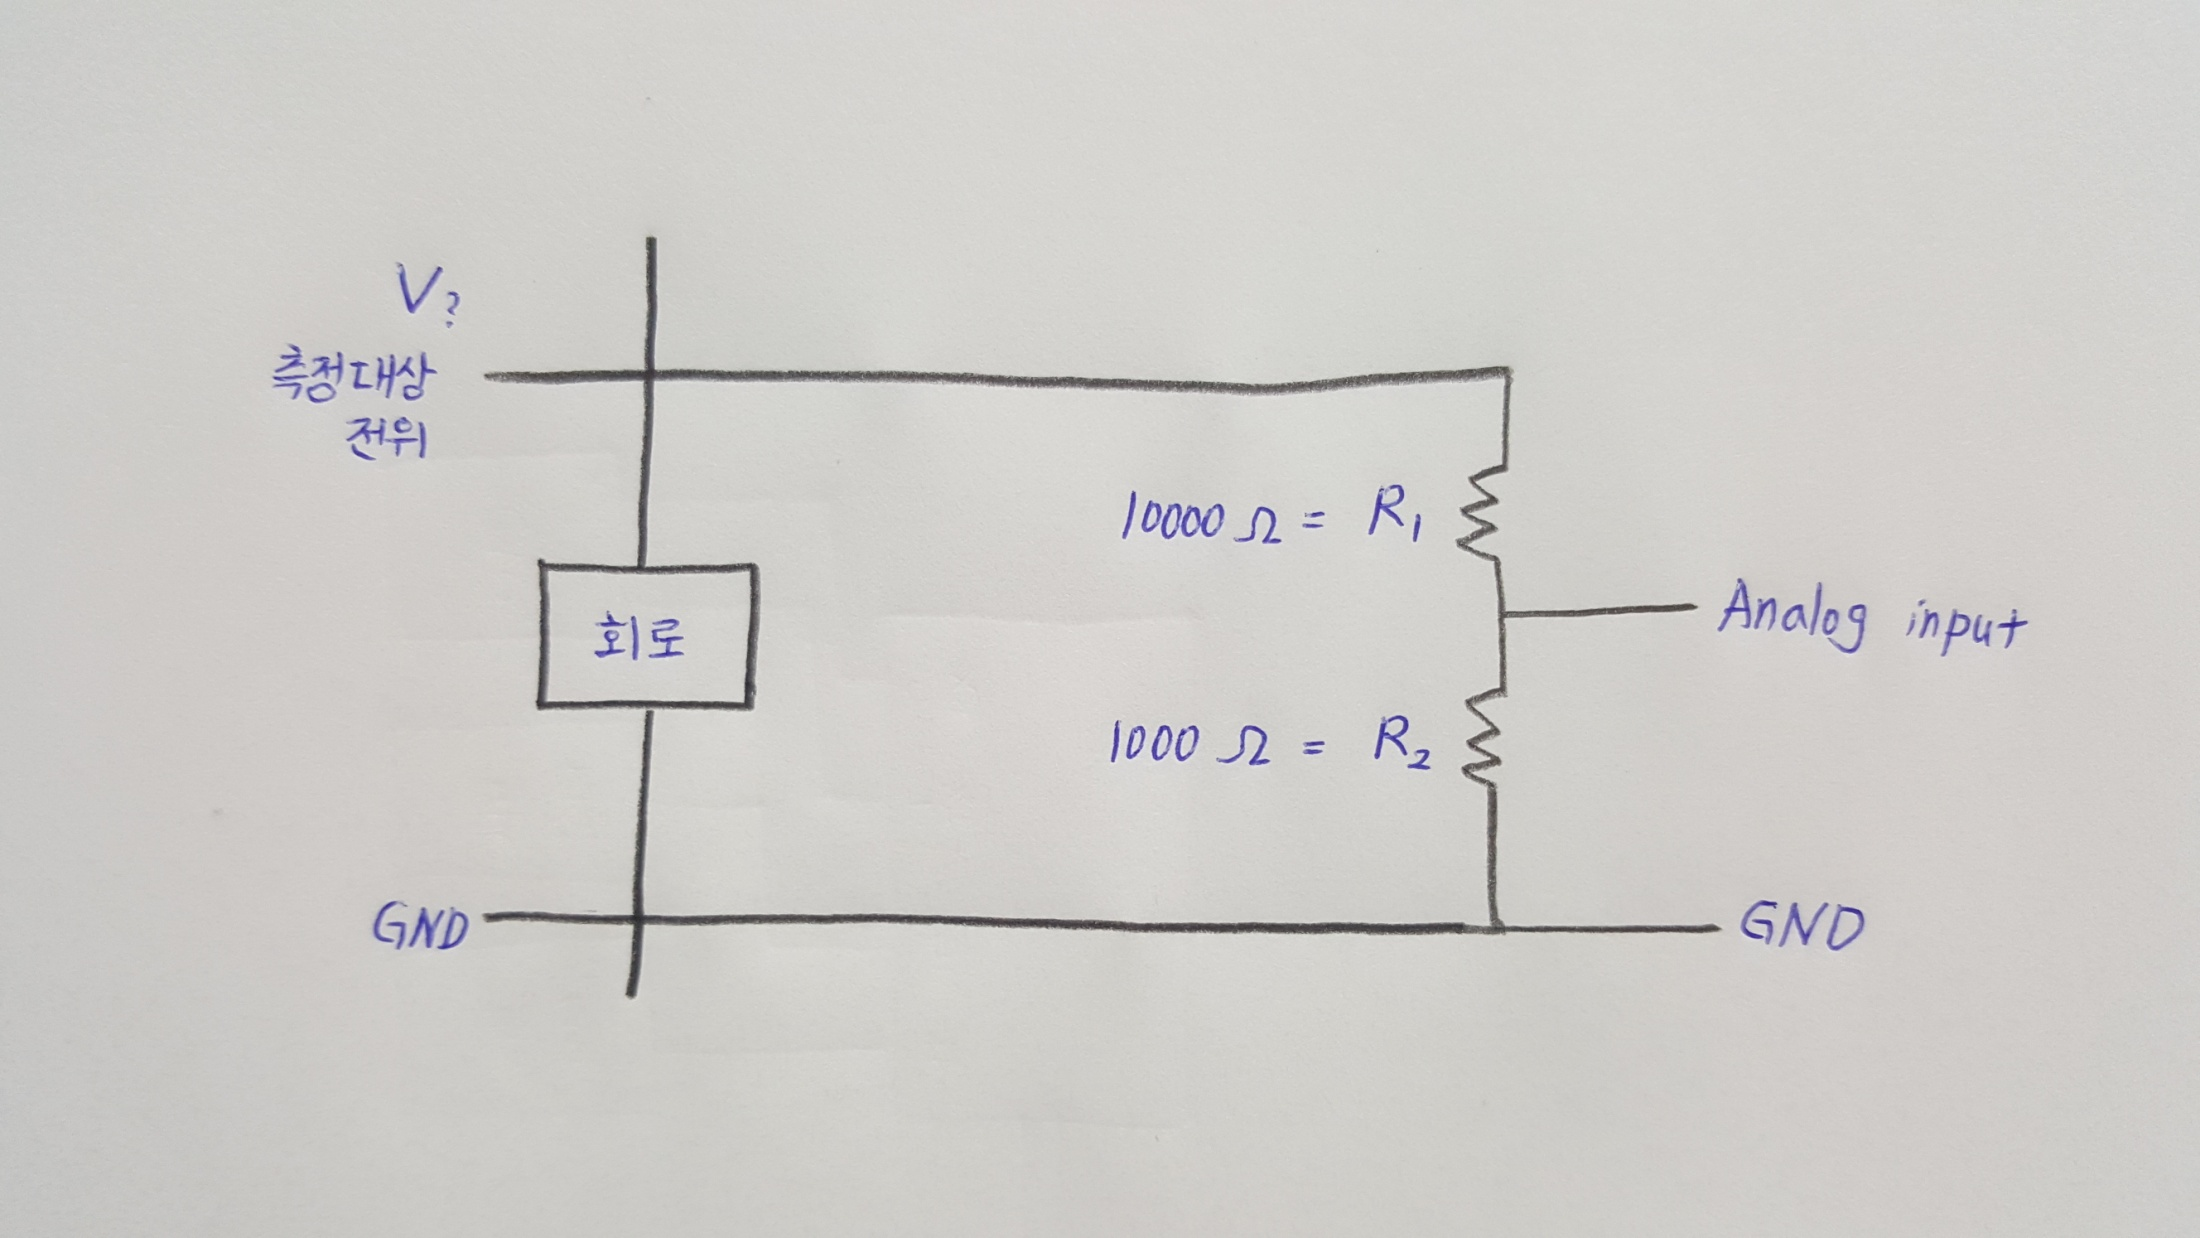 V?
측정대상
전위
10000 Ω = R1
회로
Analog input
1000 Ω = R2
GND
GND